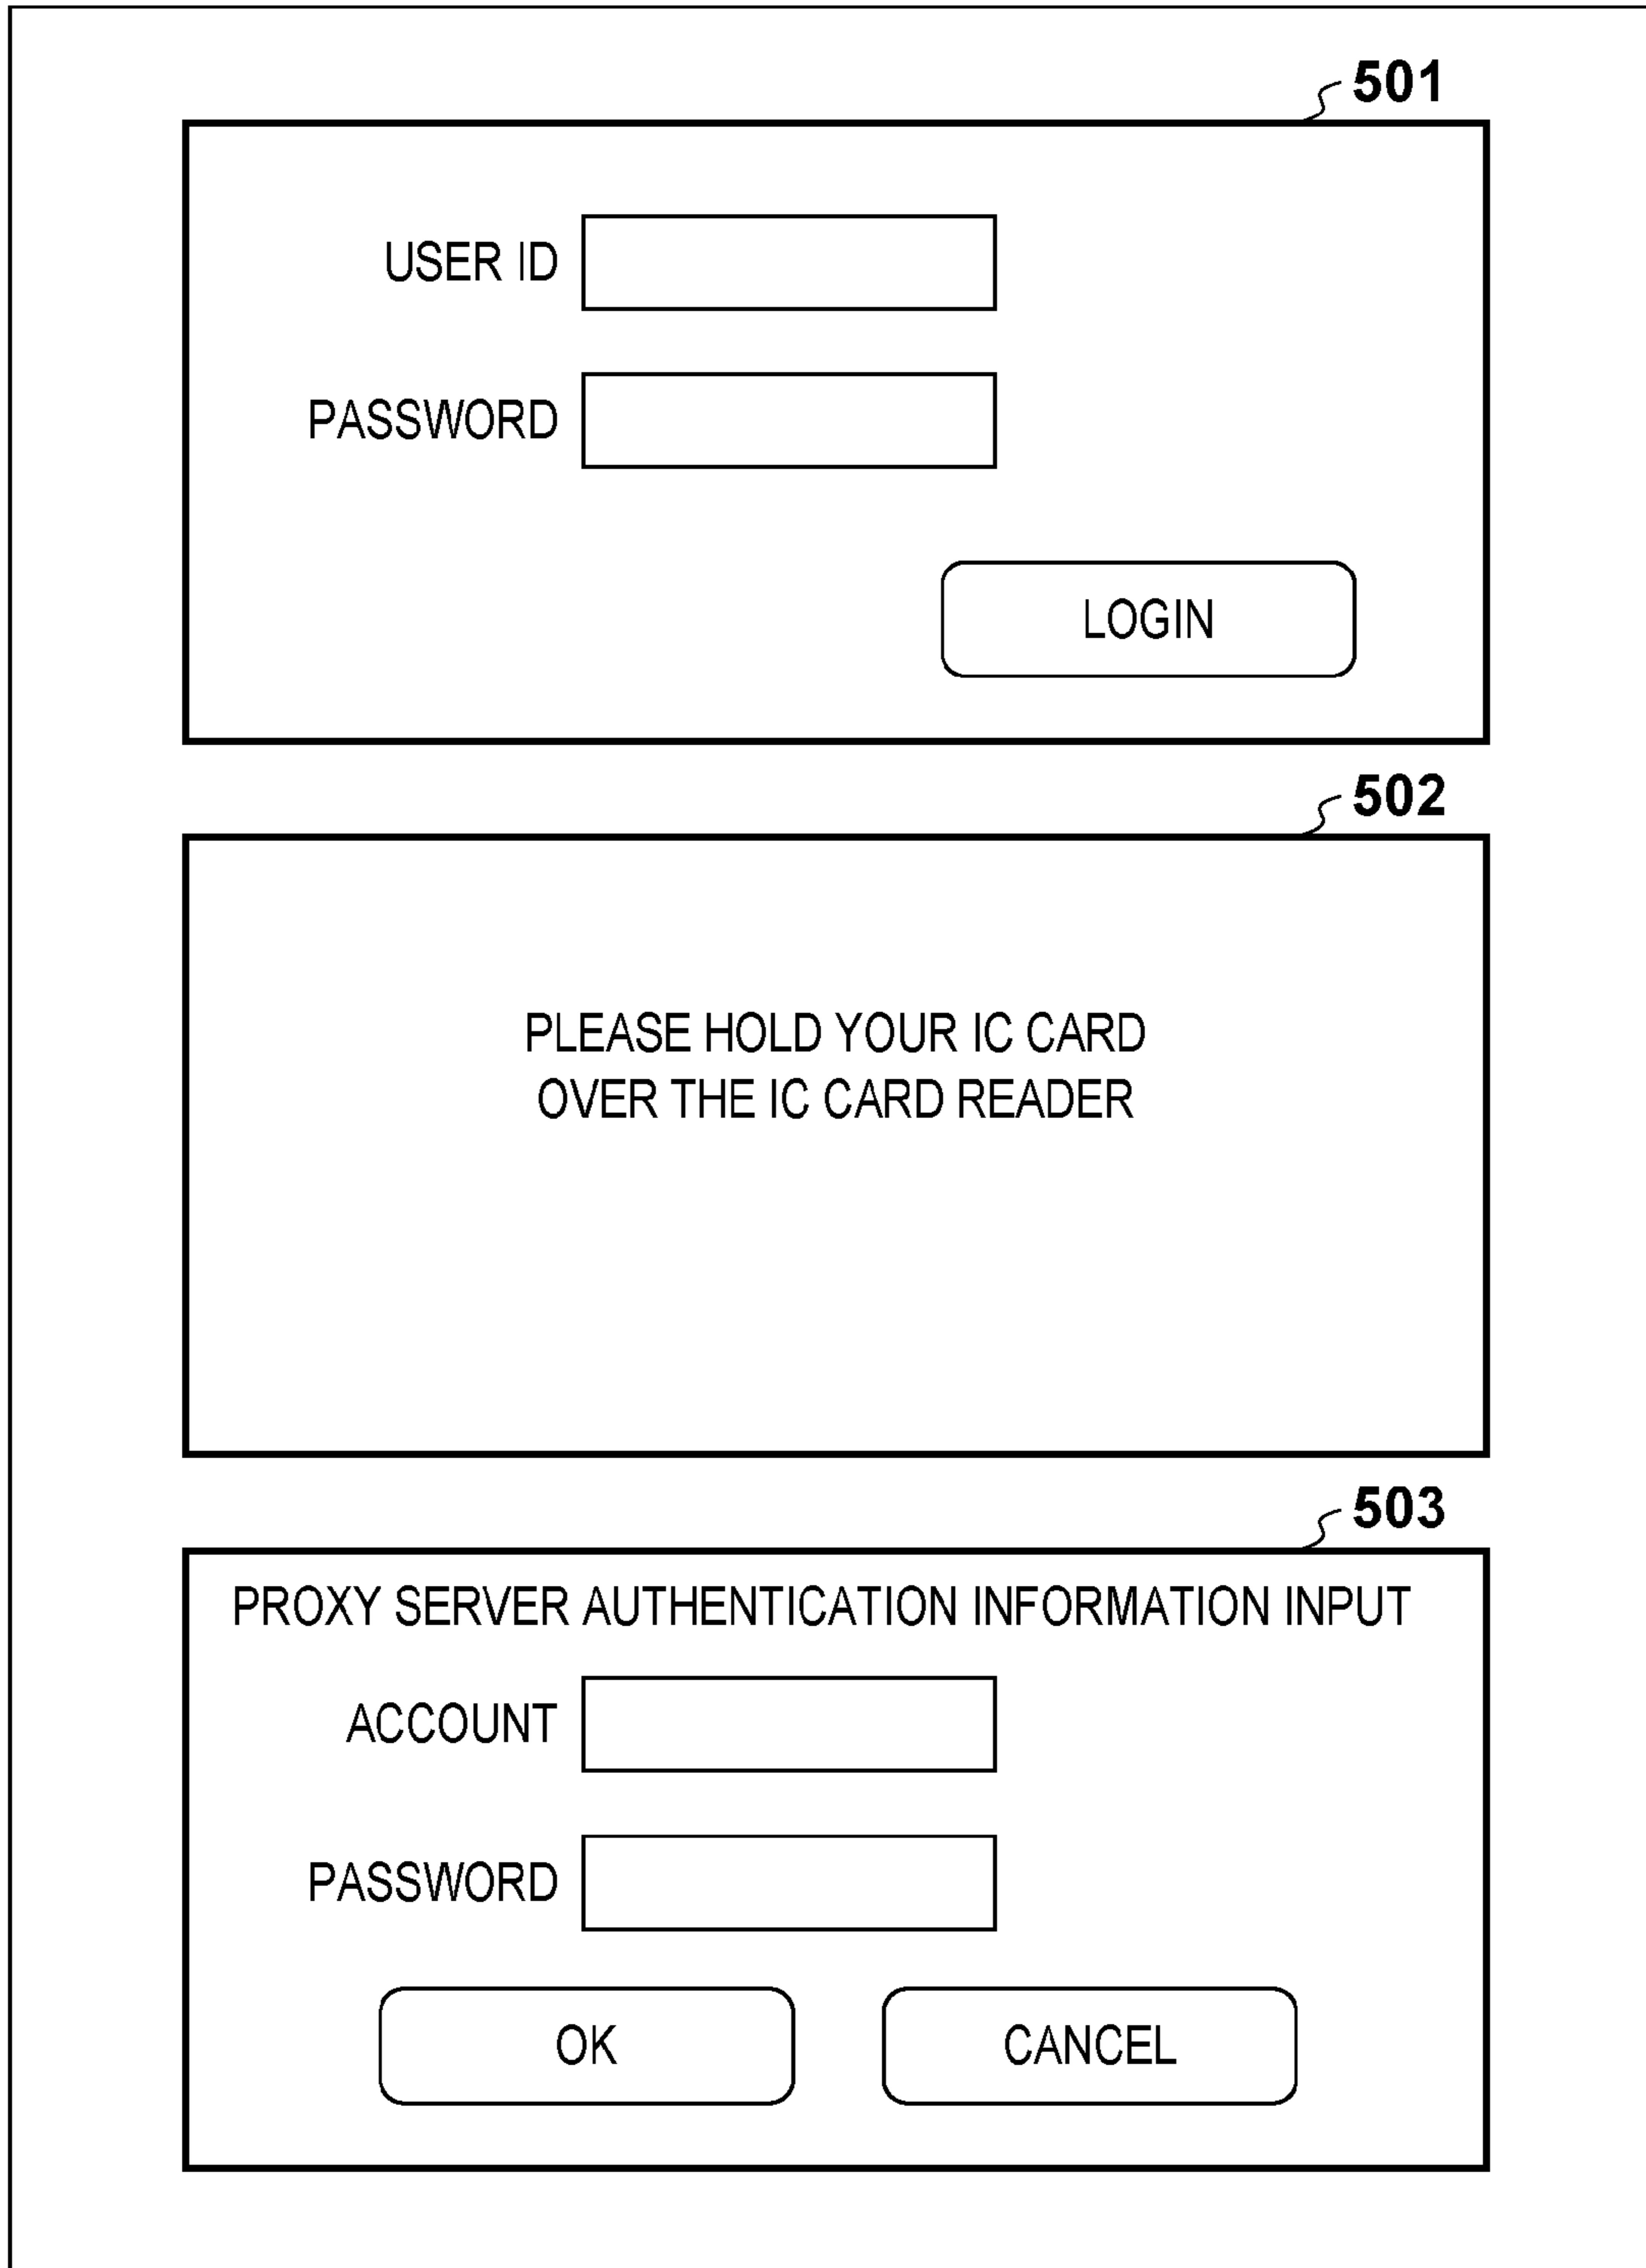 501
USER ID
PASSWORD
LOGIN
502
PLEASE HOLD YOUR IC CARD
OVER THE IC CARD READER
503
PROXY SERVER AUTHENTICATION INFORMATION INPUT
ACCOUNT
PASSWORD
OK CANCEL